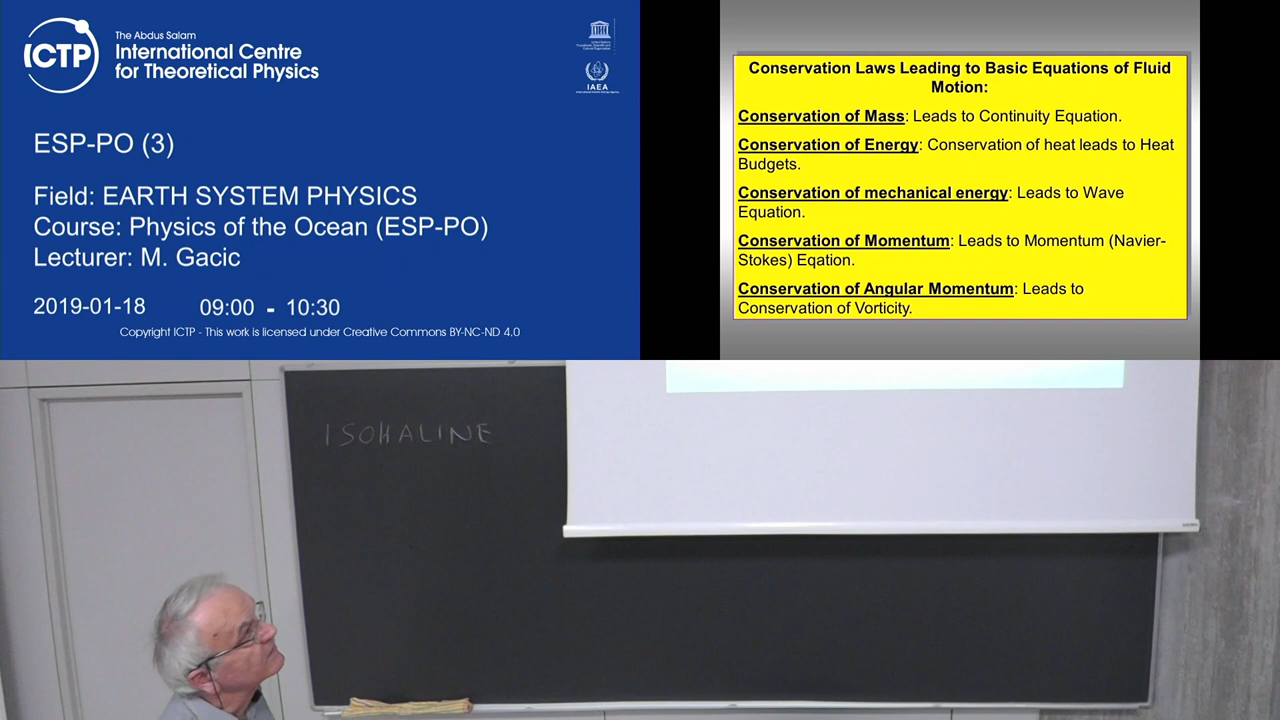 ICTP
The Abdus Salam
International Centre
for Theoretical Physics
IAEA
ESP-PO (3)
Field: EARTH SYSTEM PHYSICS
Course: Physics of the Ocean (ESP-PO)
Lecturer: M. Gacic
2019-01-18 09:00 - 10:30
Copyright ICTP - This work is licensed under Creative Commons BY-NC-ND 4.0
Conservation Laws Leading to Basic Equations of Fluid
Motion:
Conservation of Mass: Leads to Continuity Equation.
Conservation of Energy: Conservation of heat leads to Heat
Budgets.
Conservation of mechanical energy: Leads to Wave
Equation.
Conservation of Momentum: Leads to Momentum (Navier-
Stokes) Eqation.
Conservation of Angular Momentum: Leads to
Conservation of Vorticity.
ISOHALINE